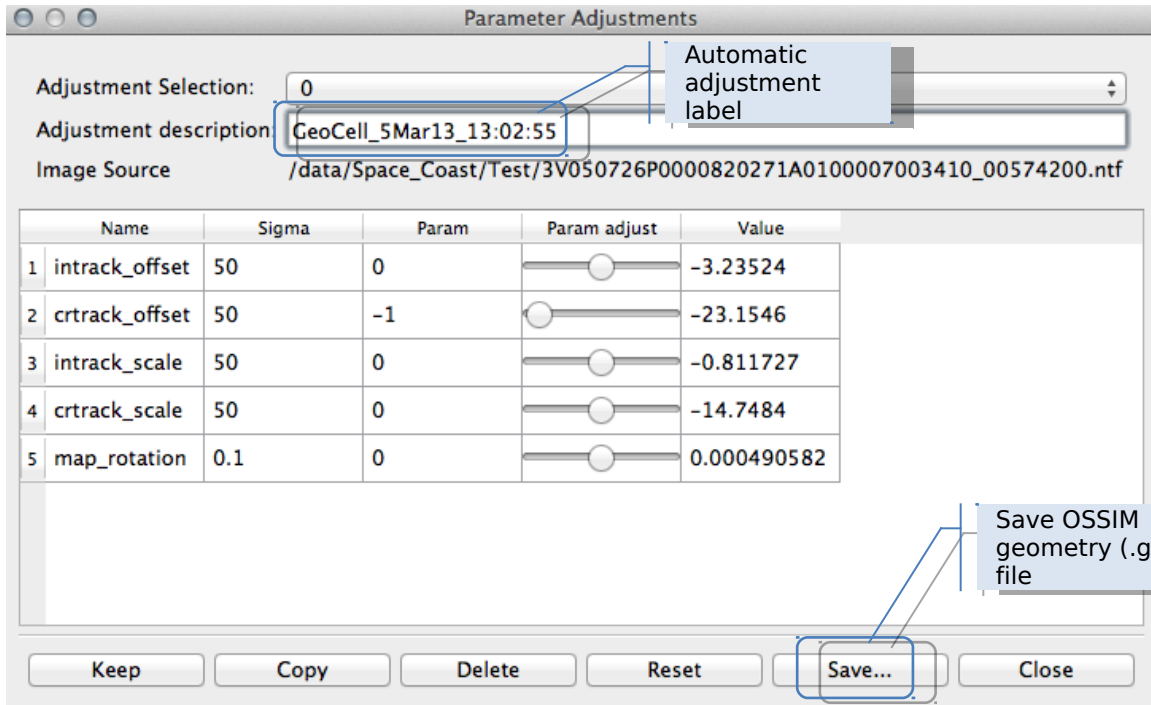 Parameter Adjustments
Automatic
adjustment
label
Adjustment Selection: 0
Adjustment description: GeoCell_5Mar13_13:02:55
Image Source /data/Space_Coast/Test/3V050726P0000820271A0100007003410_00574200.ntf
Name Sigma Param Param adjust Value
1 intrack_offset 50 0 -3.23524
2 crtrack_offset 50 -1 -23.1546
3 intrack_scale 50 0 -0.811727
4 crtrack_scale 50 0 -14.7484
5 map_rotation 0.1 0 0.000490582
Save OSSIM
geometry (.g
file
Keep Copy Delete Reset Save... Close